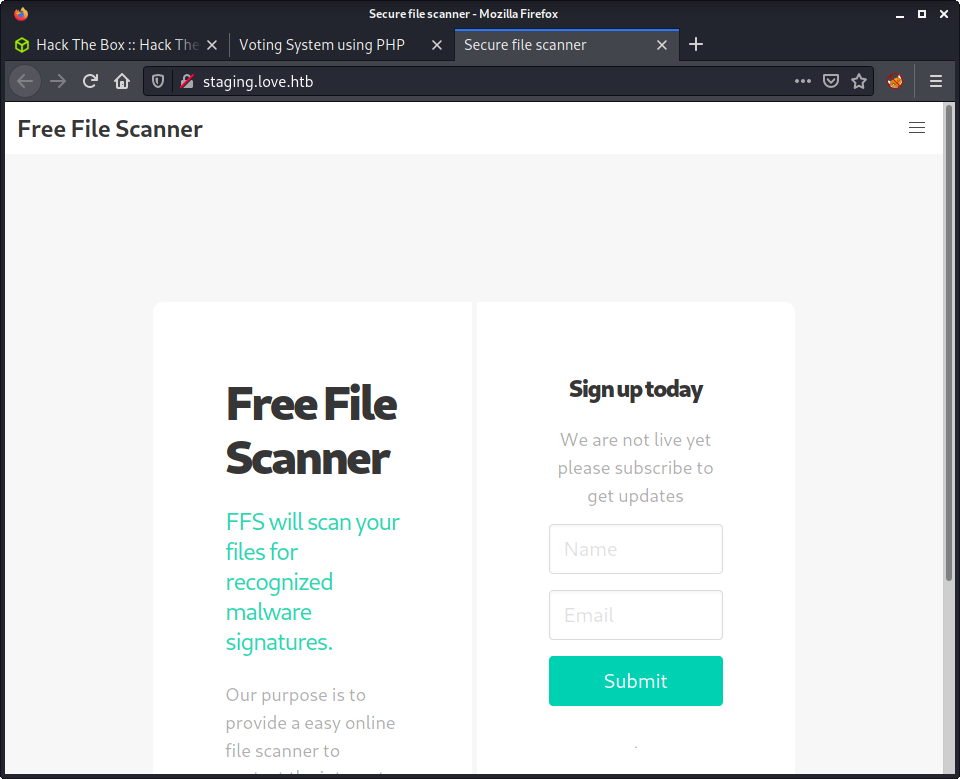 Secure file scanner - Mozilla Firefox
Hack The Box :: Hack The
Voting System using PHP
Secure file scanner
staging.love.htb
Free File Scanner
Free File
Scanner
FFS will scan your
files for
recognized
malware
signatures.
Our purpose is to
provide a easy online
file scanner to
Sign up today
We are not live yet
please subscribe to
get updates
Name
Email
Submit
.